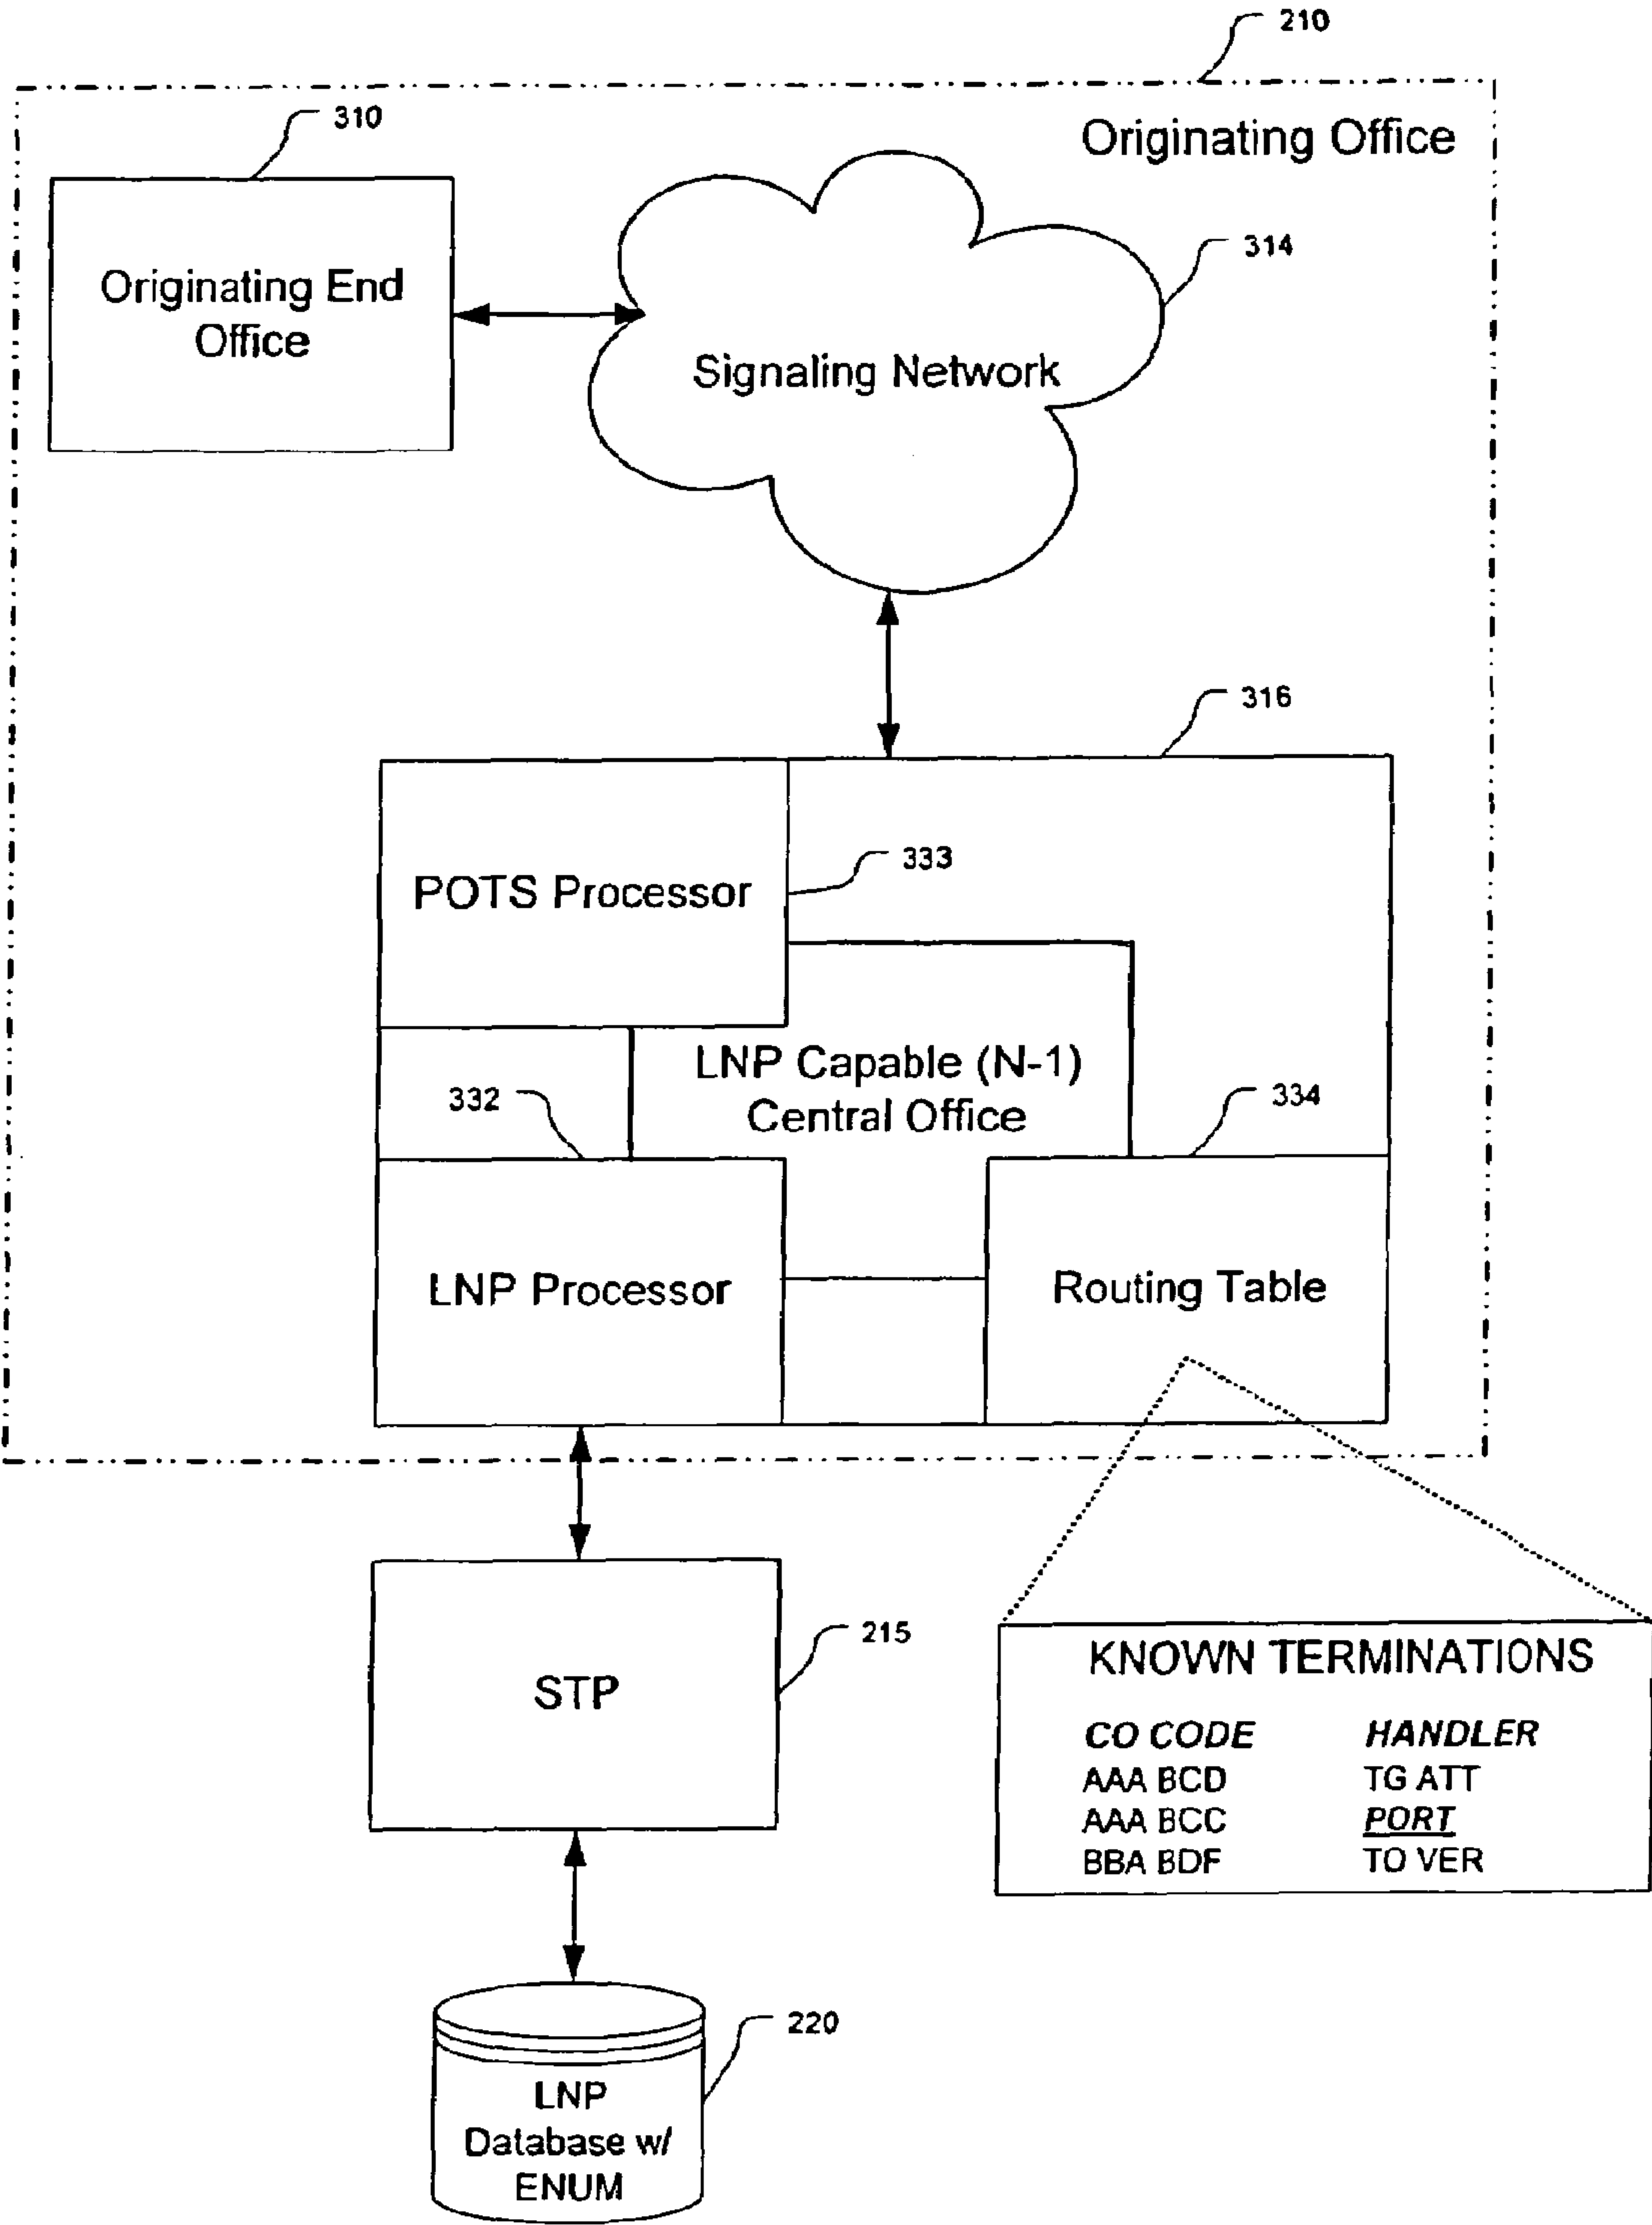 210
310
Originating Office
314
Originating End
Office
Signaling Network
316
333
POTS Processor
LNP Capable (N-1)
Central Office
332
334
LNP Processor
Routing Table
215
STP
KNOWN TERMINATIONS
CO CODE HANDLER
AAA BCD TG ATT
AAA BCC PORT
BBA BDF TO VER
220
LNP
Database w/
ENUM